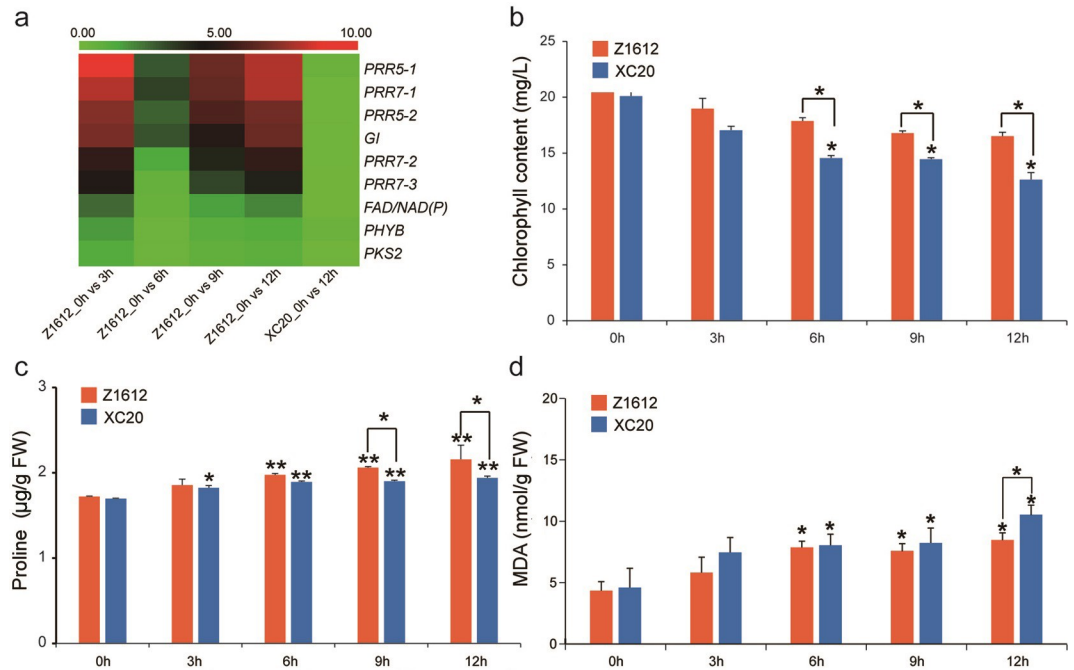 a
0.00 5.00 10.00
PRR5-1
PRR7-1
PRR5-2
GI
PRR7-2
PRR7-3
FAD/NAD(P)
PHYB
PKS2
Z1612_0h vs 3h
Z1612_0h vs 6h
Z1612_0h vs 9h
Z1612_0h vs 12h
XC20_0h vs 12h
b
Chlorophyll content (mg/L)
25
20
15
10
5
0
Z1612
XC20
* * *
* * *
0h 3h 6h 9h 12h
c
Proline (µg/g FW)
3
2
1
0
Z1612
XC20
* *
* ** ** ** ** ** **
0h 3h 6h 9h 12h
d
MDA (nmol/g FW)
20
15
10
5
0
Z1612
XC20
*
* * * * * *
0h 3h 6h 9h 12h